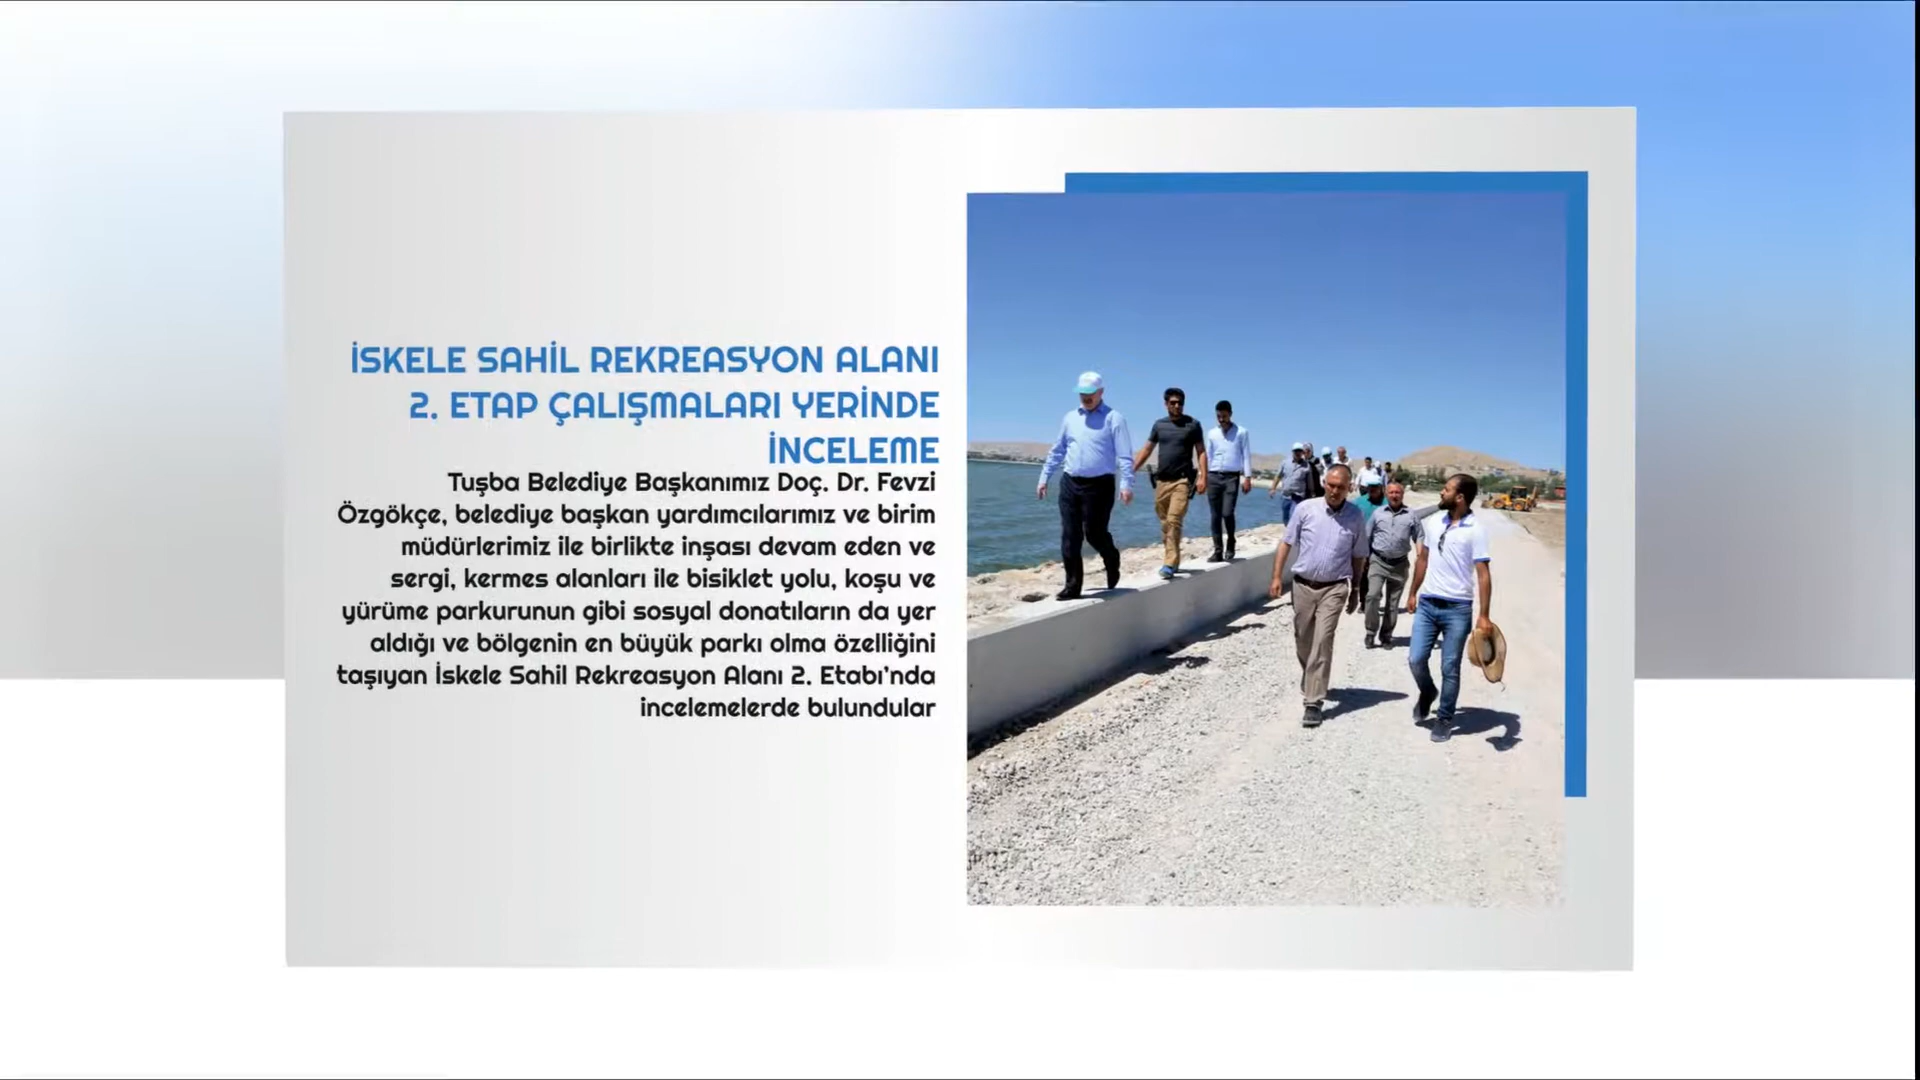 İSKELE SAHİL REKREASYON ALANI
2. ETAP ÇALIŞMALARI YERİNDE
İNCELEME
Tuşba Belediye Başkanımız Doç. Dr. Fevzi
Özgökçe, belediye başkan yardımcılarımız ve birim
müdürlerimiz ile birlikte inşası devam eden ve
sergi, kermes alanları ile bisiklet yolu, koşu ve
yürüme parkurunun gibi sosyal donatıların da yer
aldığı ve bölgenin en büyük parkı olma özelliğini
taşıyan İskele Sahil Rekreasyon Alanı 2. Etabı'nda
incelemelerde bulundular